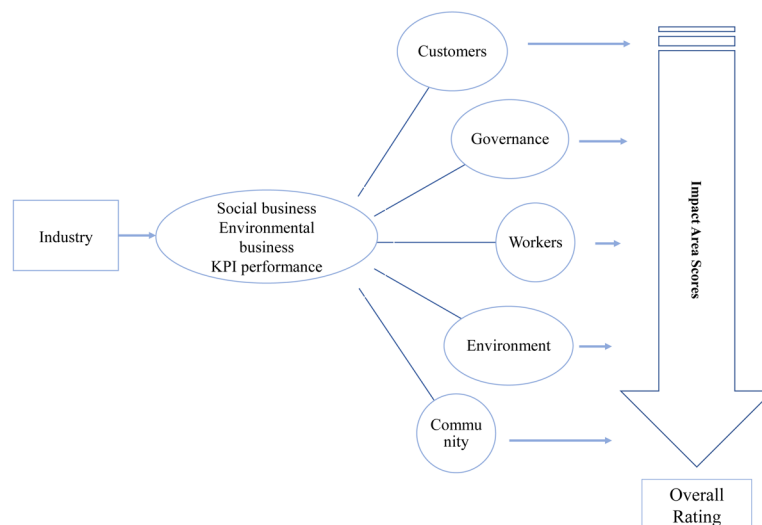 Customers
Governance
Industry
Social business
Environmental
business
KPI performance
Workers
Environment
Commu
nity
Impact Area Scores
Overall
Rating